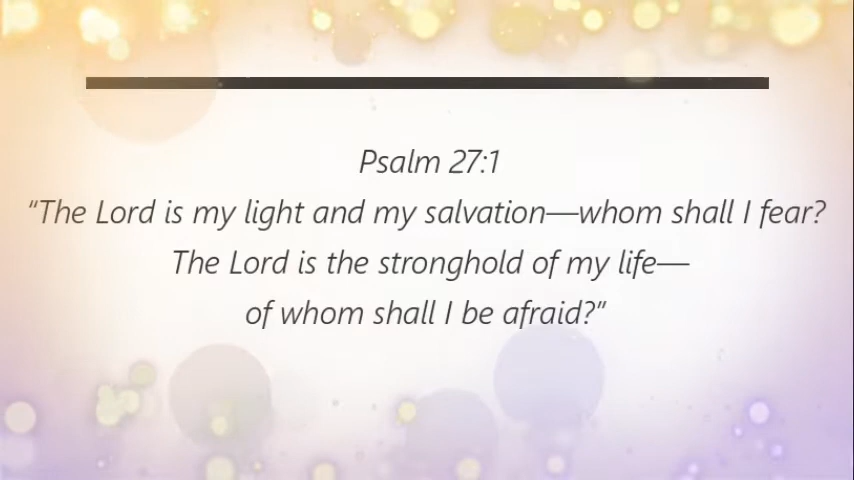 Psalm 27:1
“The Lord is my light and my salvation—whom shall I fear?
The Lord is the stronghold of my life—
of whom shall I be afraid?”